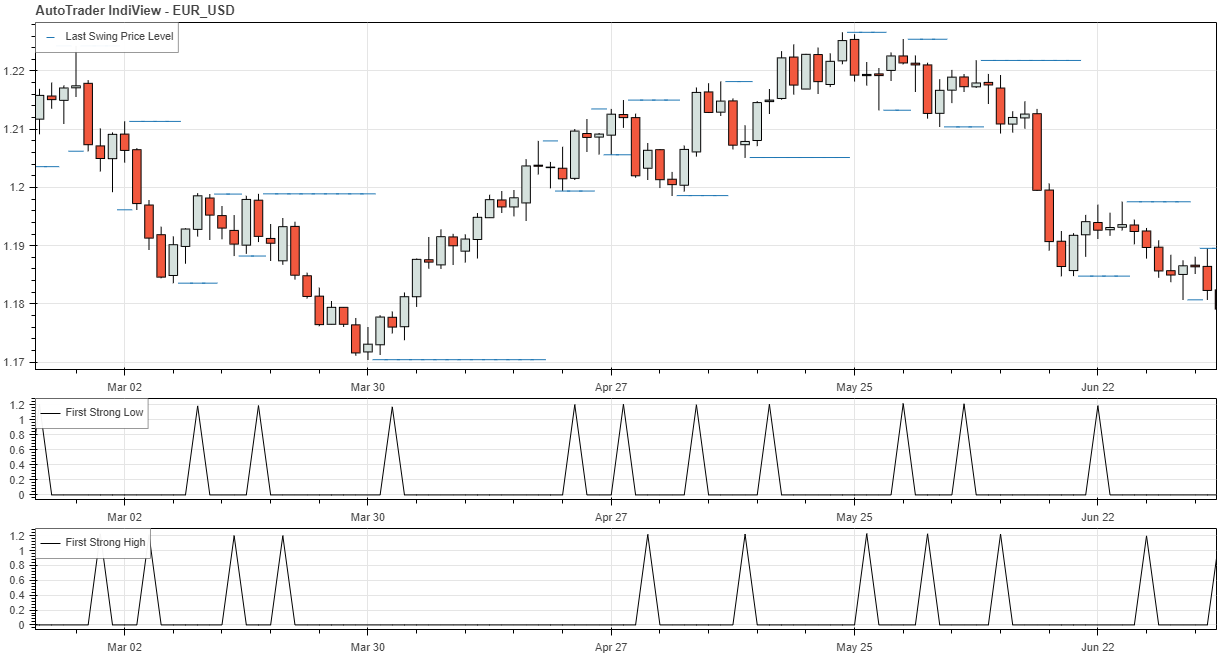 AutoTrader IndiView - EUR_USD
Last Swing Price Level
1.22
1.21
1.2
1.19
1.18
1.17
Mar 02 Mar 30 Apr 27 May 25 Jun 22
First Strong Low
1.2
1
0.8
0.6
0.4
0.2
0
Mar 02 Mar 30 Apr 27 May 25 Jun 22
First Strong High
1.2
1
0.8
0.6
0.4
0.2
0
Mar 02 Mar 30 Apr 27 May 25 Jun 22